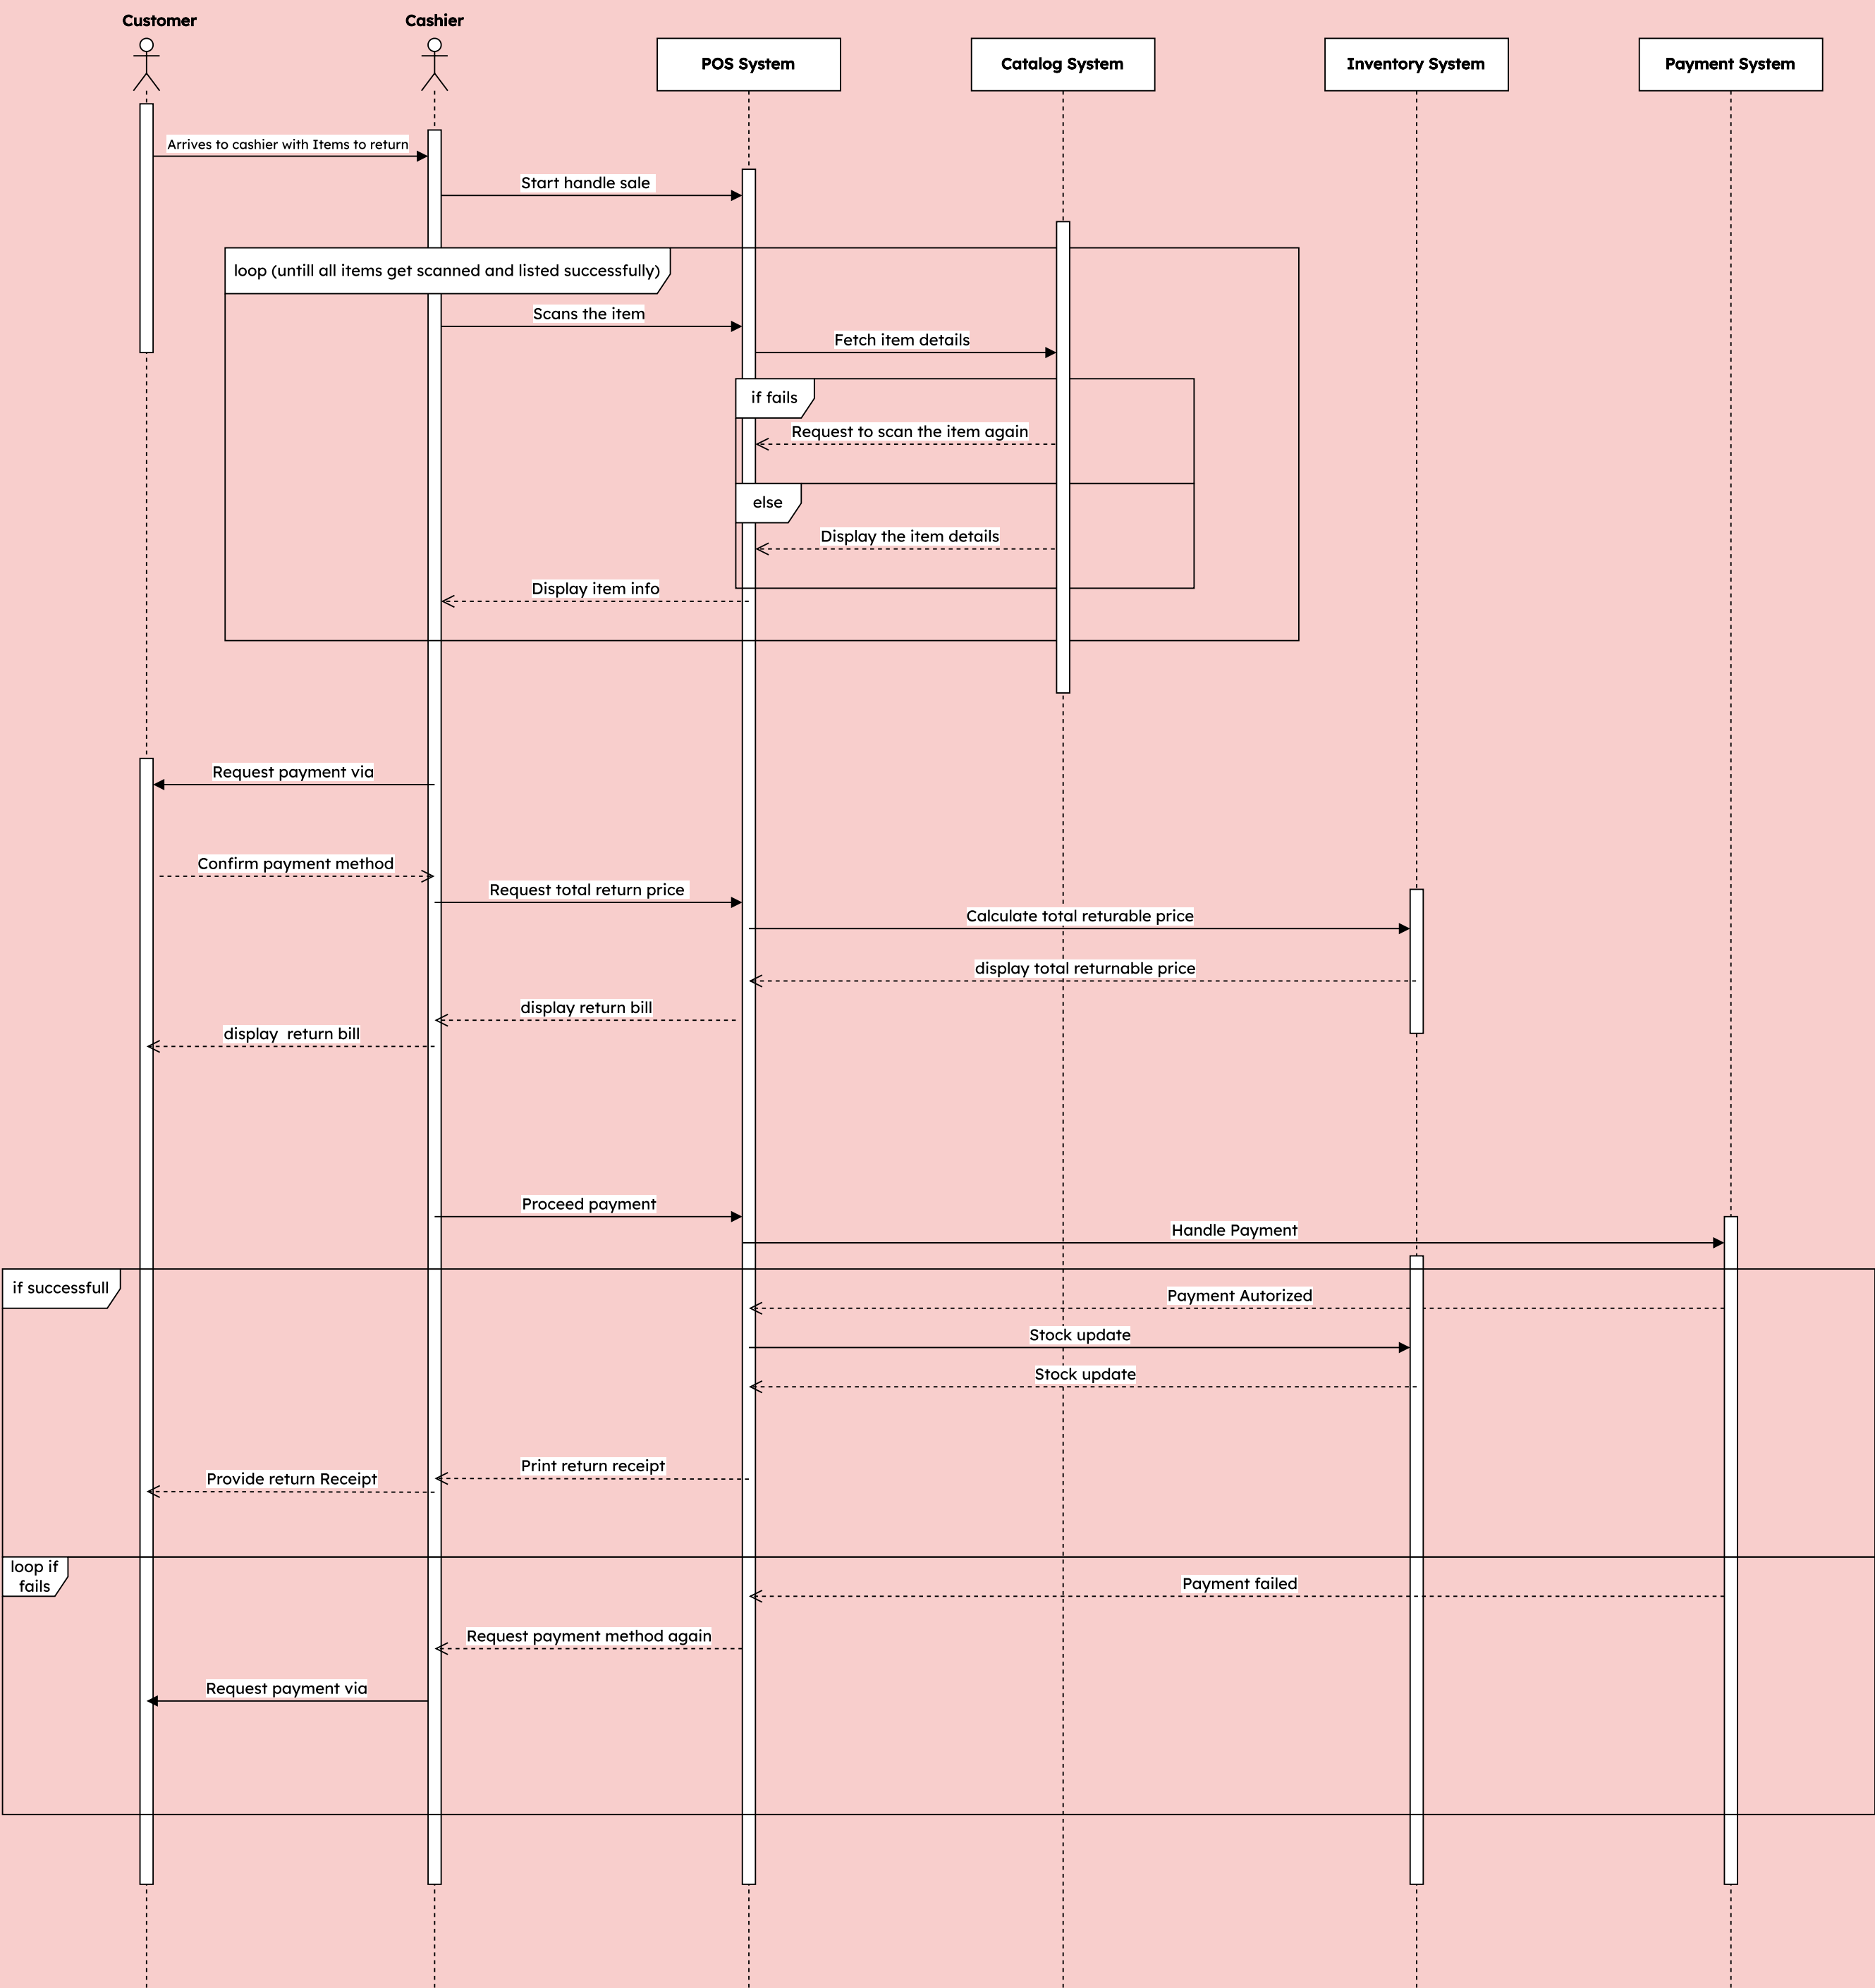 Customer
Cashier
POS System
Catalog System
Inventory System
Payment System
Arrives to cashier with Items to return
Start handle sale
loop (untill all items get scanned and listed successfully)
Scans the item
Fetch item details
if fails
Request to scan the item again
else
Display the item details
Display item info
Request payment via
Confirm payment method
Request total return price
Calculate total returable price
display total returnable price
display return bill
display  return bill
Proceed payment
Handle Payment
if successfull
Payment Autorized
Stock update
Stock update
Print return receipt
Provide return Receipt
loop if
fails
Payment failed
Request payment method again
Request payment via